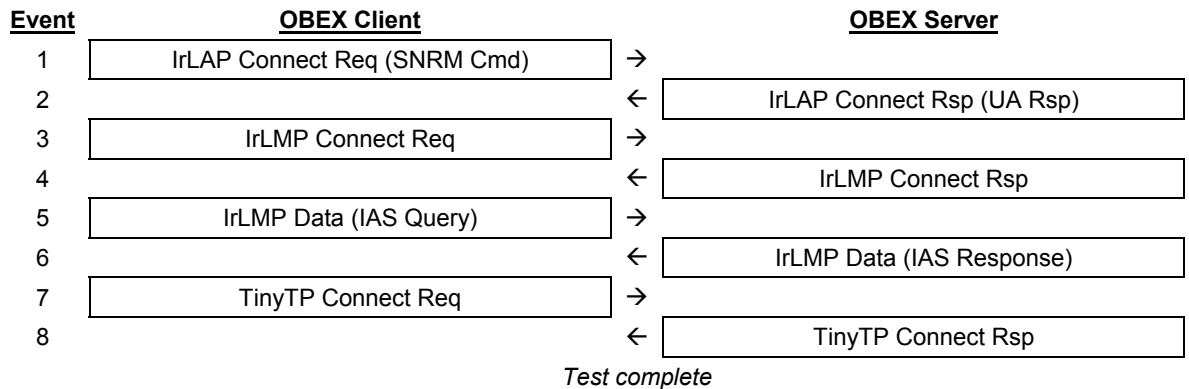 Event OBEX Client OBEX Server
1 IrLAP Connect Req (SNRM Cmd) →
2 ← IrLAP Connect Rsp (UA Rsp)
3 IrLMP Connect Req →
4 ← IrLMP Connect Rsp
5 IrLMP Data (IAS Query) →
6 ← IrLMP Data (IAS Response)
7 TinyTP Connect Req →
8 ← TinyTP Connect Rsp
Test complete